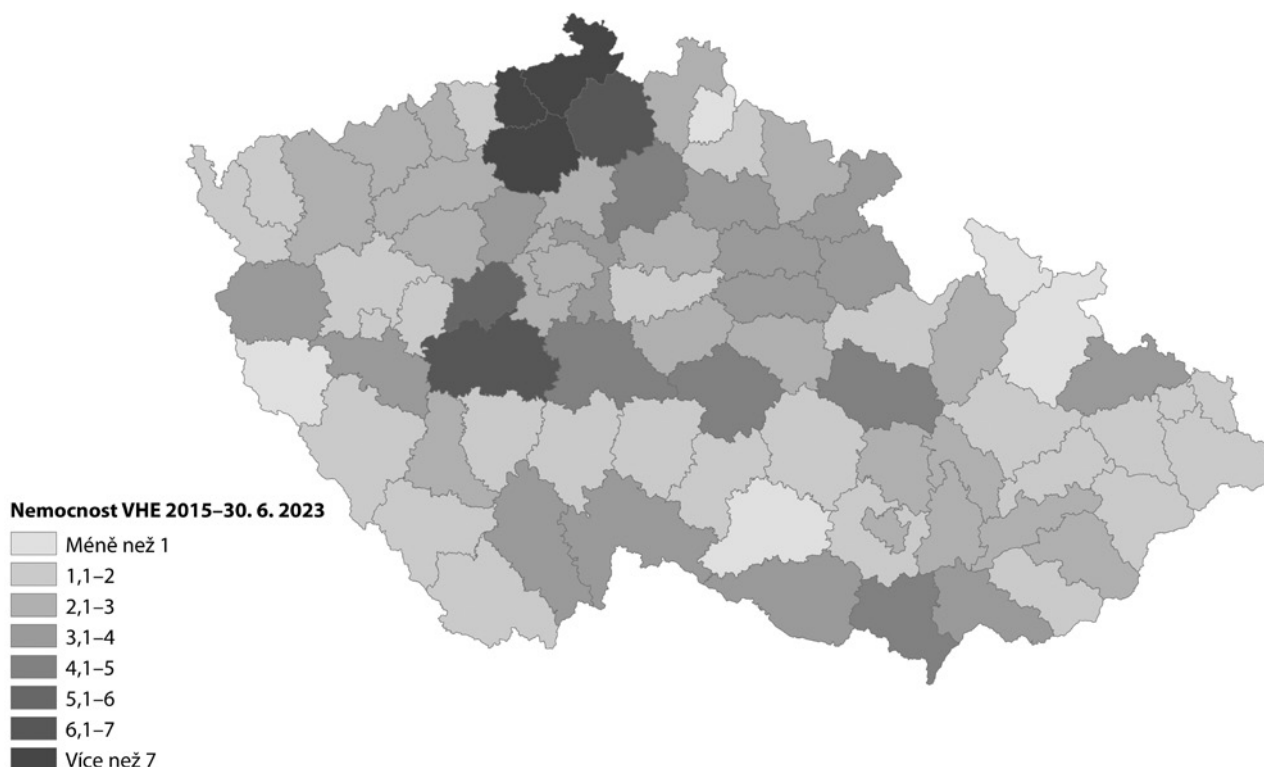 Nemocnost VHE 2015–30. 6. 2023
Méně než 1
1,1–2
2,1–3
3,1–4
4,1–5
5,1–6
6,1–7
Více než 7